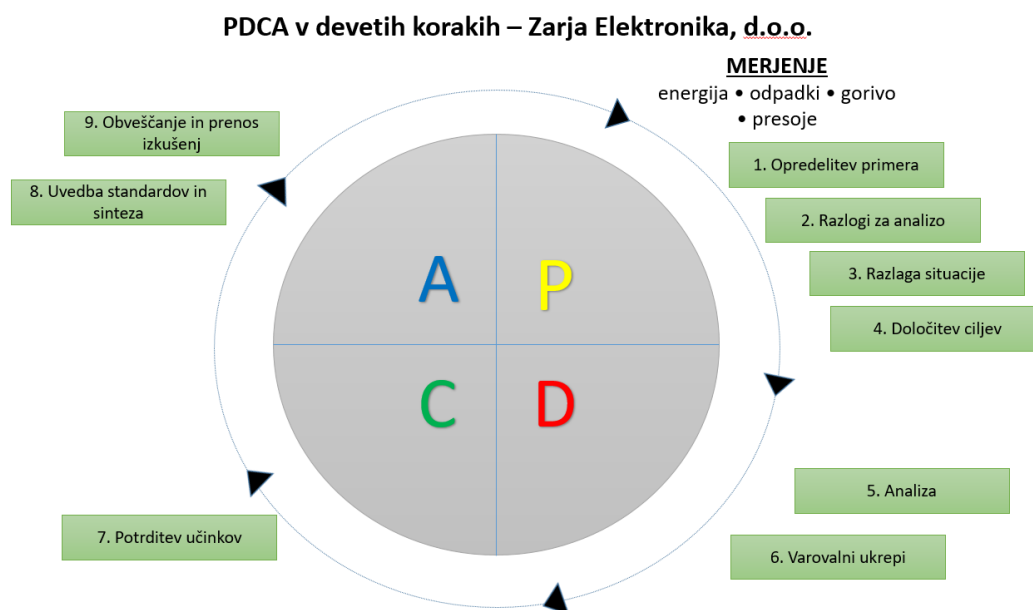 PDCA v devetih korakih – Zarja Elektronika, d.o.o.
MERJENJE
energija • odpadki • gorivo
• presoje
9. Obveščanje in prenos
izkušenj
1. Opredelitev primera
8. Uvedba standardov in
sinteza
2. Razlogi za analizo
3. Razlaga situacije
4. Določitev ciljev
A
P
C
D
5. Analiza
7. Potrditev učinkov
6. Varovalni ukrepi